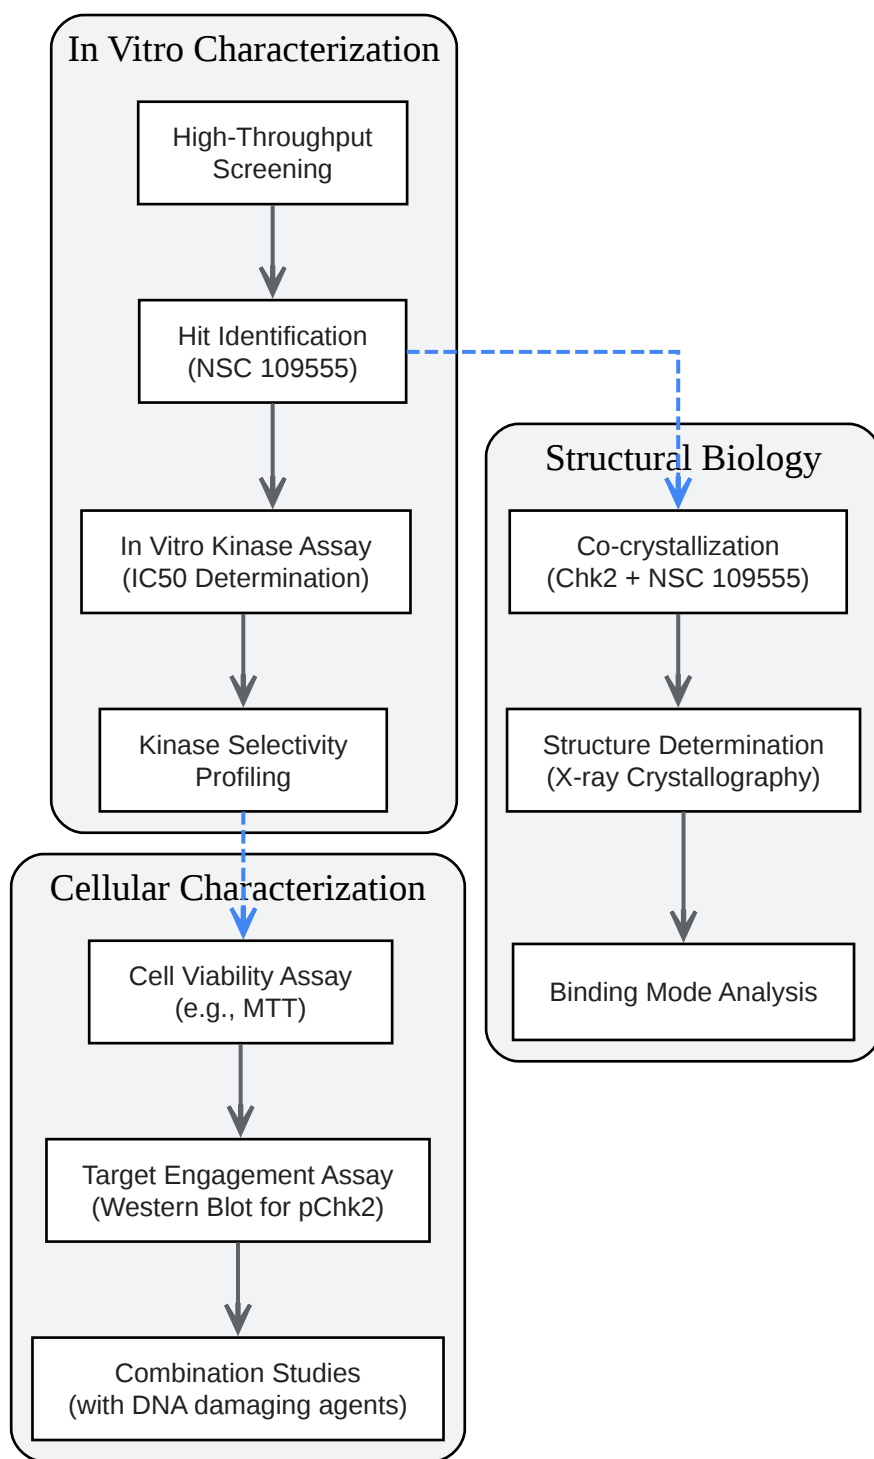 In Vitro Characterization
High-Throughput
Screening
Hit Identification
(NSC 109555)
In Vitro Kinase Assay
(IC50 Determination)
Kinase Selectivity
Profiling
Structural Biology
Co-crystallization
(Chk2 + NSC 109555)
Structure Determination
(X-ray Crystallography)
Binding Mode Analysis
Cellular Characterization
Cell Viability Assay
(e.g., MTT)
Target Engagement Assay
(Western Blot for pChk2)
Combination Studies
(with DNA damaging agents)